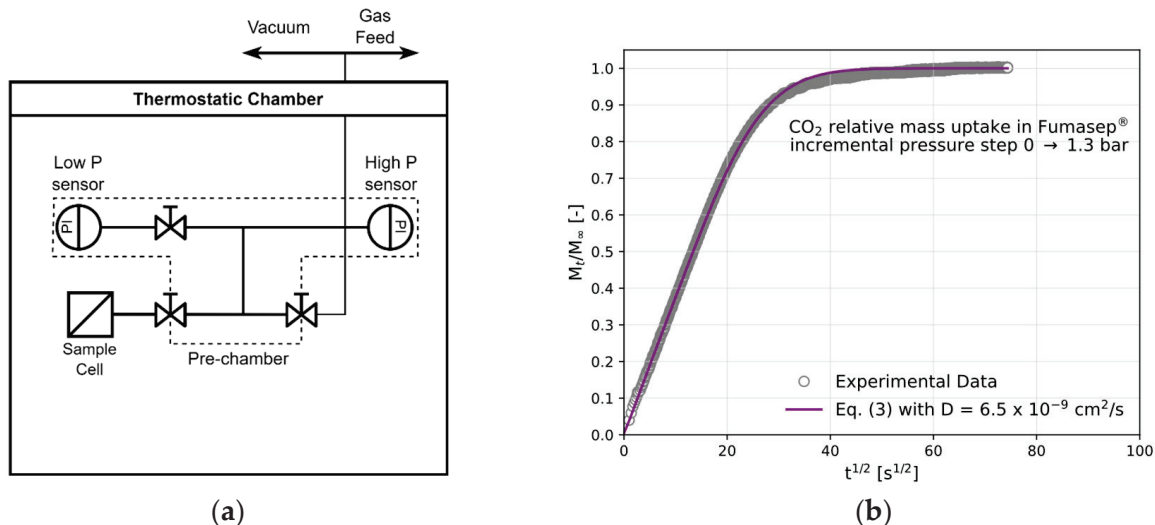 Vacuum
Gas
Feed
Thermostatic Chamber
Low P
sensor
High P
sensor
PI
PI
Sample
Cell
Pre-chamber
(a)
M_t/M_∞ [-]
1.0
0.9
0.8
0.7
0.6
0.5
0.4
0.3
0.2
0.1
0.0
CO₂ relative mass uptake in Fumasep®
incremental pressure step 0 → 1.3 bar
Experimental Data
Eq. (3) with D = 6.5 x 10⁻⁹ cm²/s
0 20 40 60 80 100
t¹/² [s¹/²]
(b)